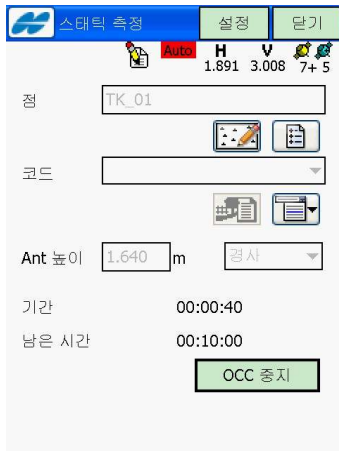 스태틱 측정 설정 닫기
Auto H V
1.891 3.008 7+ 5
점 TK_01
코드
Ant 높이 1.640 m 경사
기간 00:00:40
남은 시간 00:10:00
OCC 중지